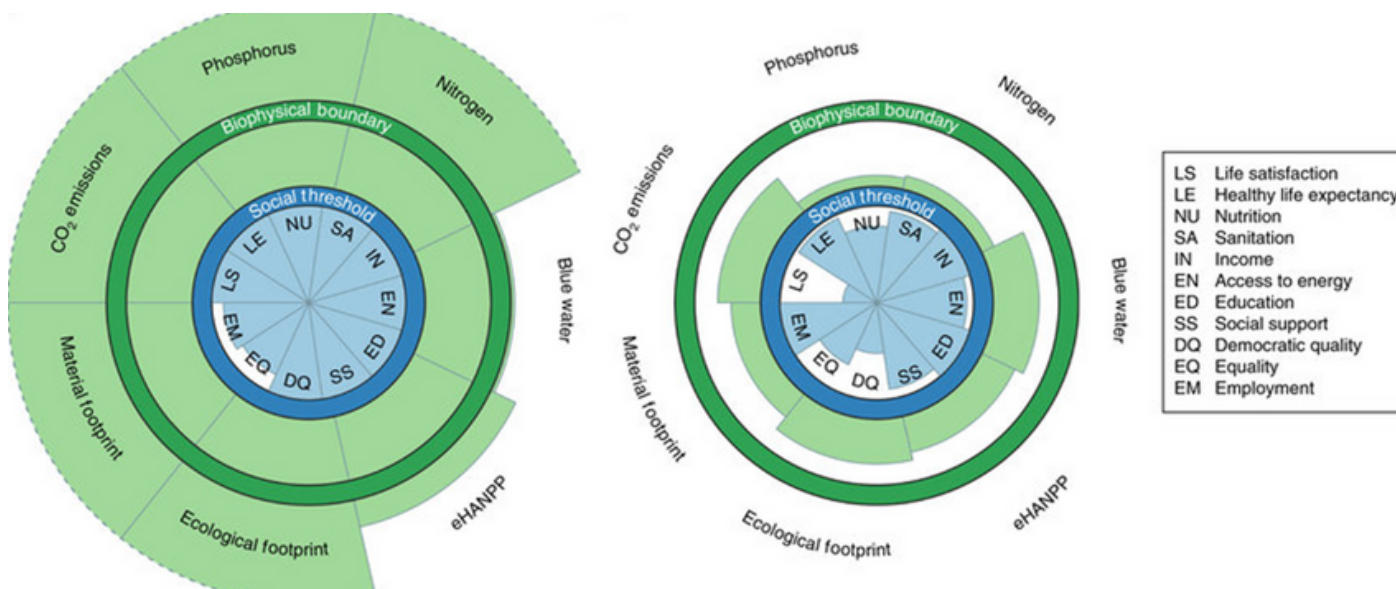 Phosphorus
Nitrogen
CO₂ emissions
Biophysical boundary
Social threshold
LS
LE
NU
SA
IN
EN
ED
SS
DQ
EQ
EM
Blue water
Material footprint
Ecological footprint
eHANPP
Phosphorus
Nitrogen
CO₂ emissions
Biophysical boundary
Social threshold
LS
LE
NU
SA
IN
EN
ED
SS
DQ
EQ
EM
Blue water
Material footprint
Ecological footprint
eHANPP
LS Life satisfaction
LE Healthy life expectancy
NU Nutrition
SA Sanitation
IN Income
EN Access to energy
ED Education
SS Social support
DQ Democratic quality
EQ Equality
EM Employment